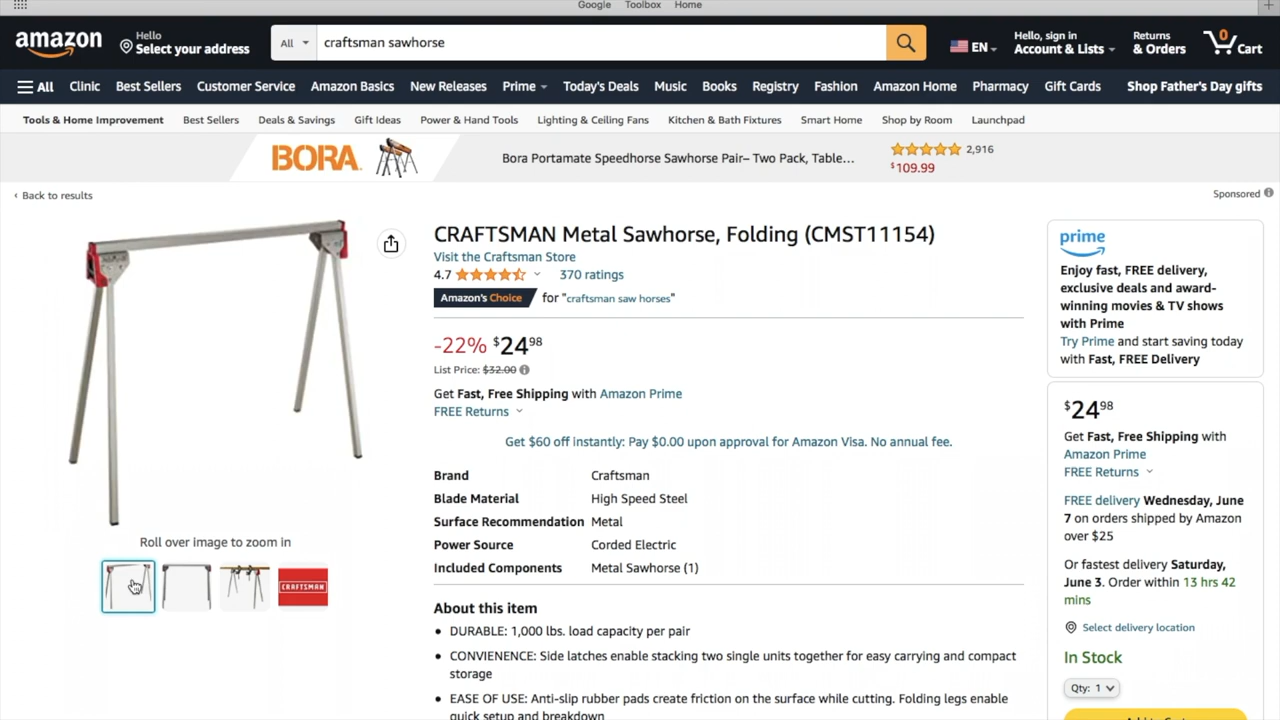 Google Toolbox Home
amazon
Hello
Select your address
All
craftsman sawhorse
EN
Hello, sign in
Account & Lists
Returns
& Orders
0
Cart
All Clinic Best Sellers Customer Service Amazon Basics New Releases Prime Today's Deals Music Books Registry Fashion Amazon Home Pharmacy Gift Cards Shop Father's Day gifts
Tools & Home Improvement Best Sellers Deals & Savings Gift Ideas Power & Hand Tools Lighting & Ceiling Fans Kitchen & Bath Fixtures Smart Home Shop by Room Launchpad
BORA
Bora Portamate Speedhorse Sawhorse Pair– Two Pack, Table...
2,916
$109.99
‹ Back to results
Sponsored
CRAFTSMAN Metal Sawhorse, Folding (CMST11154)
Visit the Craftsman Store
4.7 370 ratings
Amazon's Choice for "craftsman saw horses"
-22% $24 98
List Price: $32.00
Get Fast, Free Shipping with Amazon Prime
FREE Returns
Get $60 off instantly: Pay $0.00 upon approval for Amazon Visa. No annual fee.
Brand Craftsman
Blade Material High Speed Steel
Surface Recommendation Metal
Power Source Corded Electric
Included Components Metal Sawhorse (1)
About this item
• DURABLE: 1,000 lbs. load capacity per pair
• CONVIENENCE: Side latches enable stacking two single units together for easy carrying and compact
storage
• EASE OF USE: Anti-slip rubber pads create friction on the surface while cutting. Folding legs enable
quick setup and breakdown
Roll over image to zoom in
CRAFTSMAN
prime
Enjoy fast, FREE delivery,
exclusive deals and award-
winning movies & TV shows
with Prime
Try Prime and start saving today
with Fast, FREE Delivery
$24 98
Get Fast, Free Shipping with
Amazon Prime
FREE Returns
FREE delivery Wednesday, June
7 on orders shipped by Amazon
over $25
Or fastest delivery Saturday,
June 3. Order within 13 hrs 42
mins
Select delivery location
In Stock
Qty: 1